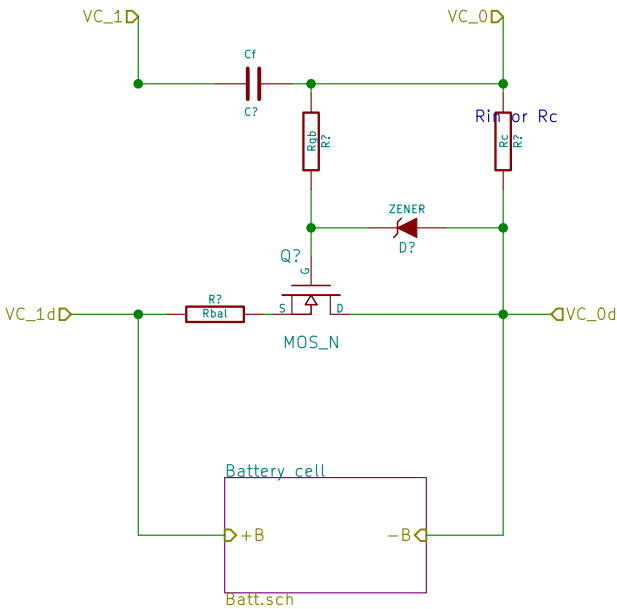 VC_1
VC_0
Cf
C?
Rin or Rc
Rgb
R?
Rc
R?
ZENER
D?
Q?
G
S
D
MOS_N
R?
Rbal
VC_1d
VC_0d
Battery cell
+B
-B
Batt.sch